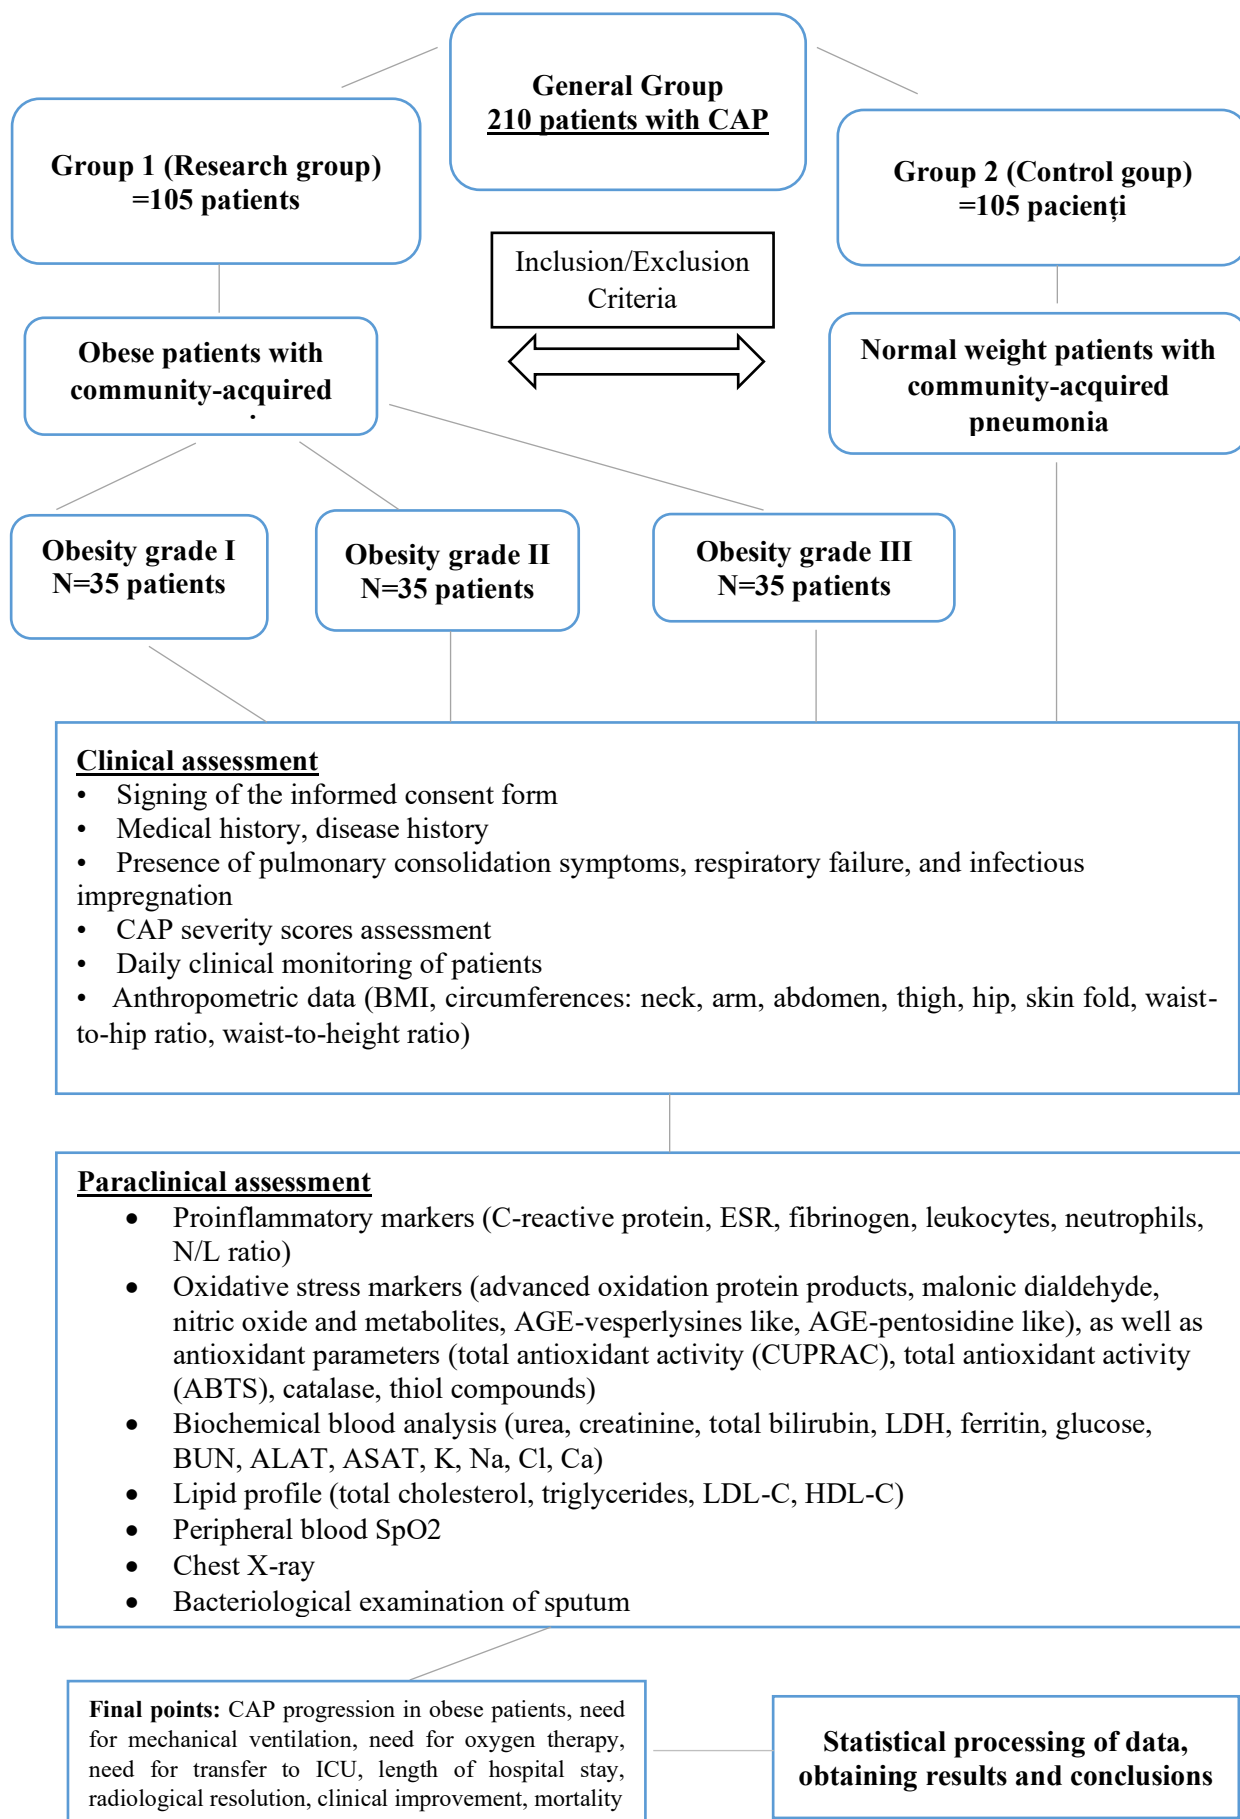 General Group
210 patients with CAP
Group 1 (Research group)
=105 patients
Group 2 (Control goup)
=105 pacienți
Inclusion/Exclusion
Criteria
Obese patients with
community-acquired
Normal weight patients with
community-acquired
pneumonia
Obesity grade I
N=35 patients
Obesity grade II
N=35 patients
Obesity grade III
N=35 patients
Clinical assessment
• Signing of the informed consent form
• Medical history, disease history
• Presence of pulmonary consolidation symptoms, respiratory failure, and infectious
impregnation
• CAP severity scores assessment
• Daily clinical monitoring of patients
• Anthropometric data (BMI, circumferences: neck, arm, abdomen, thigh, hip, skin fold, waist-
to-hip ratio, waist-to-height ratio)
Paraclinical assessment
• Proinflammatory markers (C-reactive protein, ESR, fibrinogen, leukocytes, neutrophils,
N/L ratio)
• Oxidative stress markers (advanced oxidation protein products, malonic dialdehyde,
nitric oxide and metabolites, AGE-vesperlysines like, AGE-pentosidine like), as well as
antioxidant parameters (total antioxidant activity (CUPRAC), total antioxidant activity
(ABTS), catalase, thiol compounds)
• Biochemical blood analysis (urea, creatinine, total bilirubin, LDH, ferritin, glucose,
BUN, ALAT, ASAT, K, Na, Cl, Ca)
• Lipid profile (total cholesterol, triglycerides, LDL-C, HDL-C)
• Peripheral blood SpO2
• Chest X-ray
• Bacteriological examination of sputum
Final points: CAP progression in obese patients, need
for mechanical ventilation, need for oxygen therapy,
need for transfer to ICU, length of hospital stay,
radiological resolution, clinical improvement, mortality
Statistical processing of data,
obtaining results and conclusions